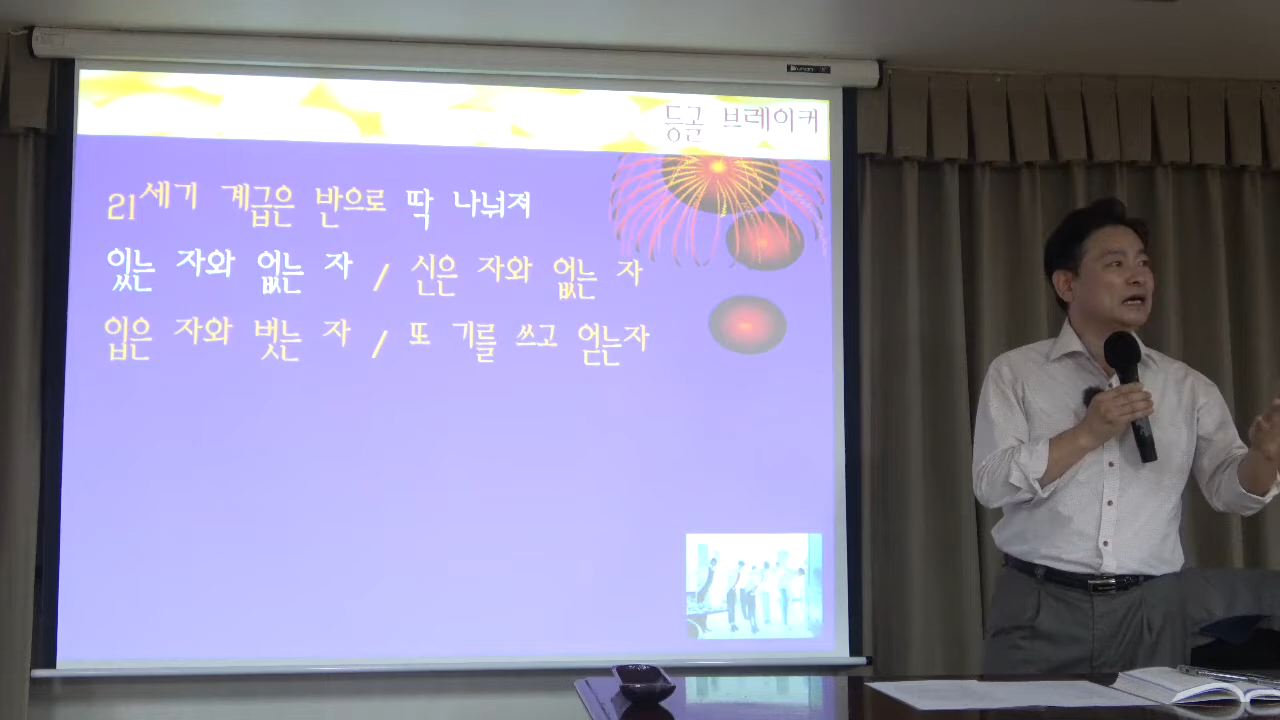 등골 브레이커
21세기 계급은 반으로 딱 나눠져
있는 자와 없는 자 / 신은 자와 없는 자
입은 자와 벗는 자 / 또 기를 쓰고 얻는자